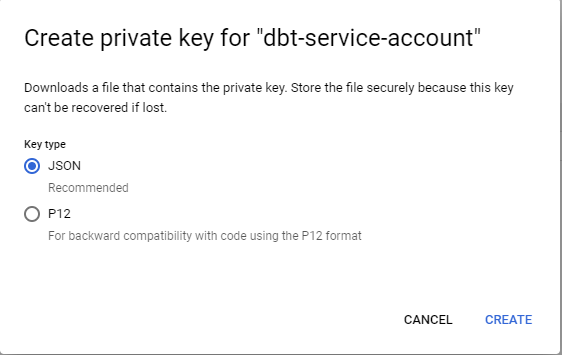 Create private key for "dbt-service-account"
Downloads a file that contains the private key. Store the file securely because this key
can't be recovered if lost.
Key type
JSON
Recommended
P12
For backward compatibility with code using the P12 format
CANCEL CREATE